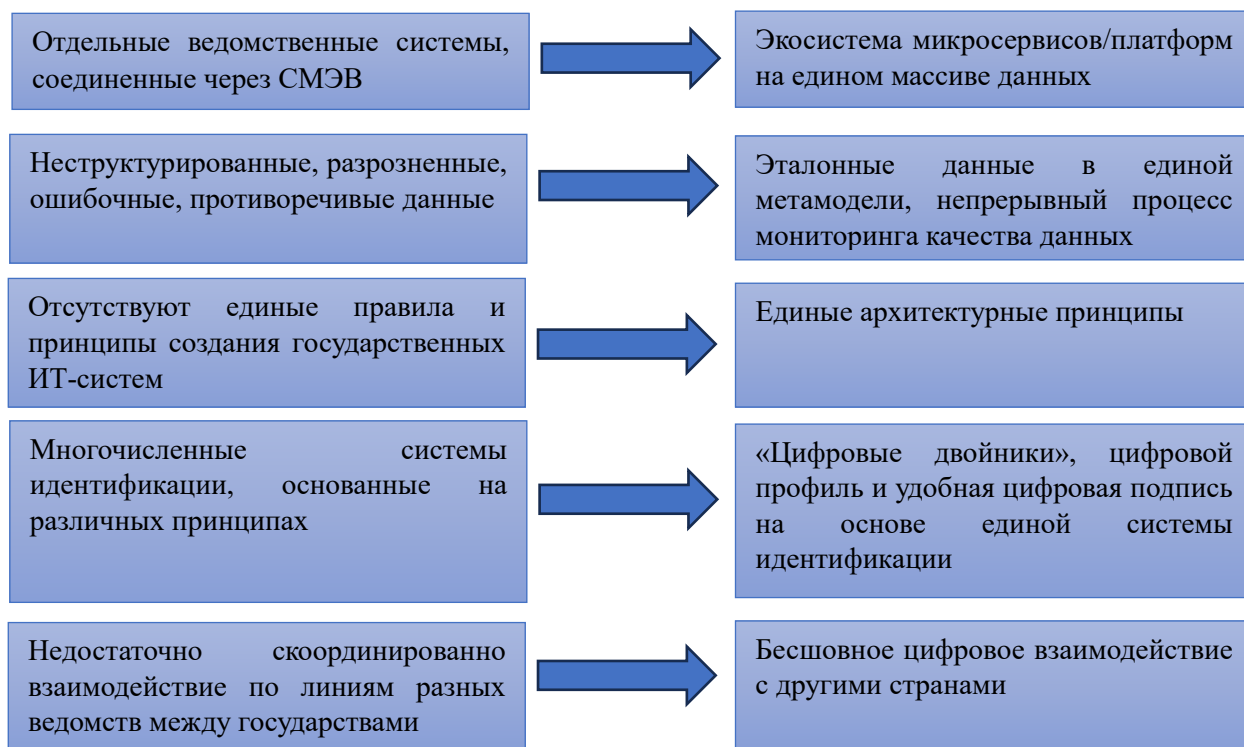 Отдельные ведомственные системы,
соединенные через СМЭВ
Экосистема микросервисов/платформ
на едином массиве данных
Неструктурированные, разрозненные,
ошибочные, противоречивые данные
Эталонные данные в единой
метамодели, непрерывный процесс
мониторинга качества данных
Отсутствуют единые правила и
принципы создания государственных
ИТ-систем
Единые архитектурные принципы
Многочисленные системы
идентификации, основанные на
различных принципах
«Цифровые двойники», цифровой
профиль и удобная цифровая подпись
на основе единой системы
идентификации
Недостаточно скоординированно
взаимодействие по линиям разных
ведомств между государствами
Бесшовное цифровое взаимодействие
с другими странами